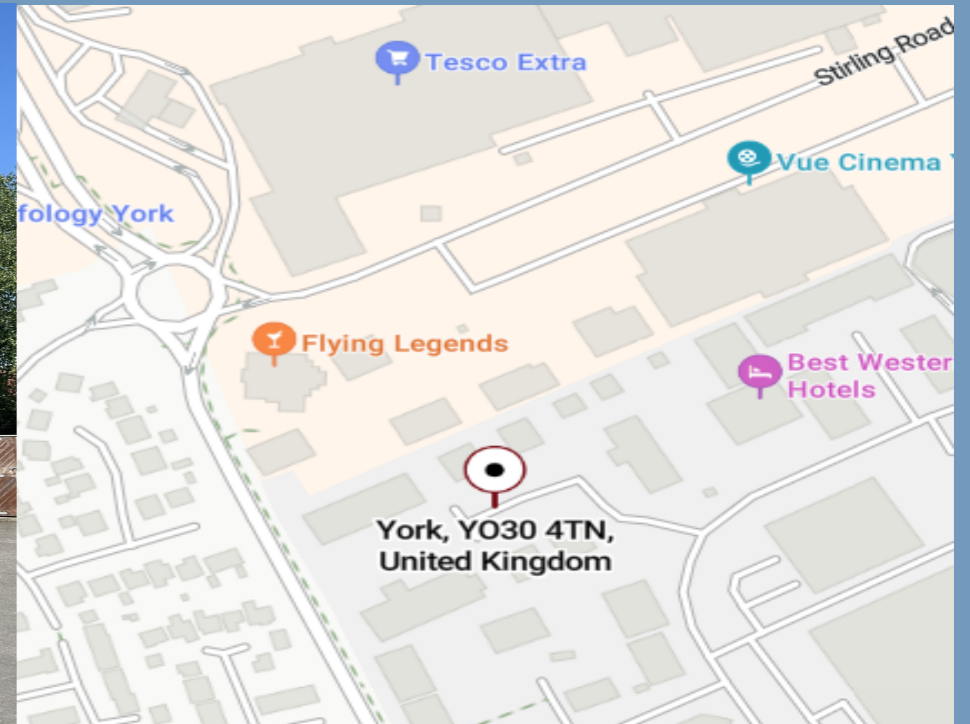 Tesco Extra
Stirling Road
Vue Cinema
fology York
Flying Legends
Best Wester
Hotels
York, YO30 4TN,
United Kingdom